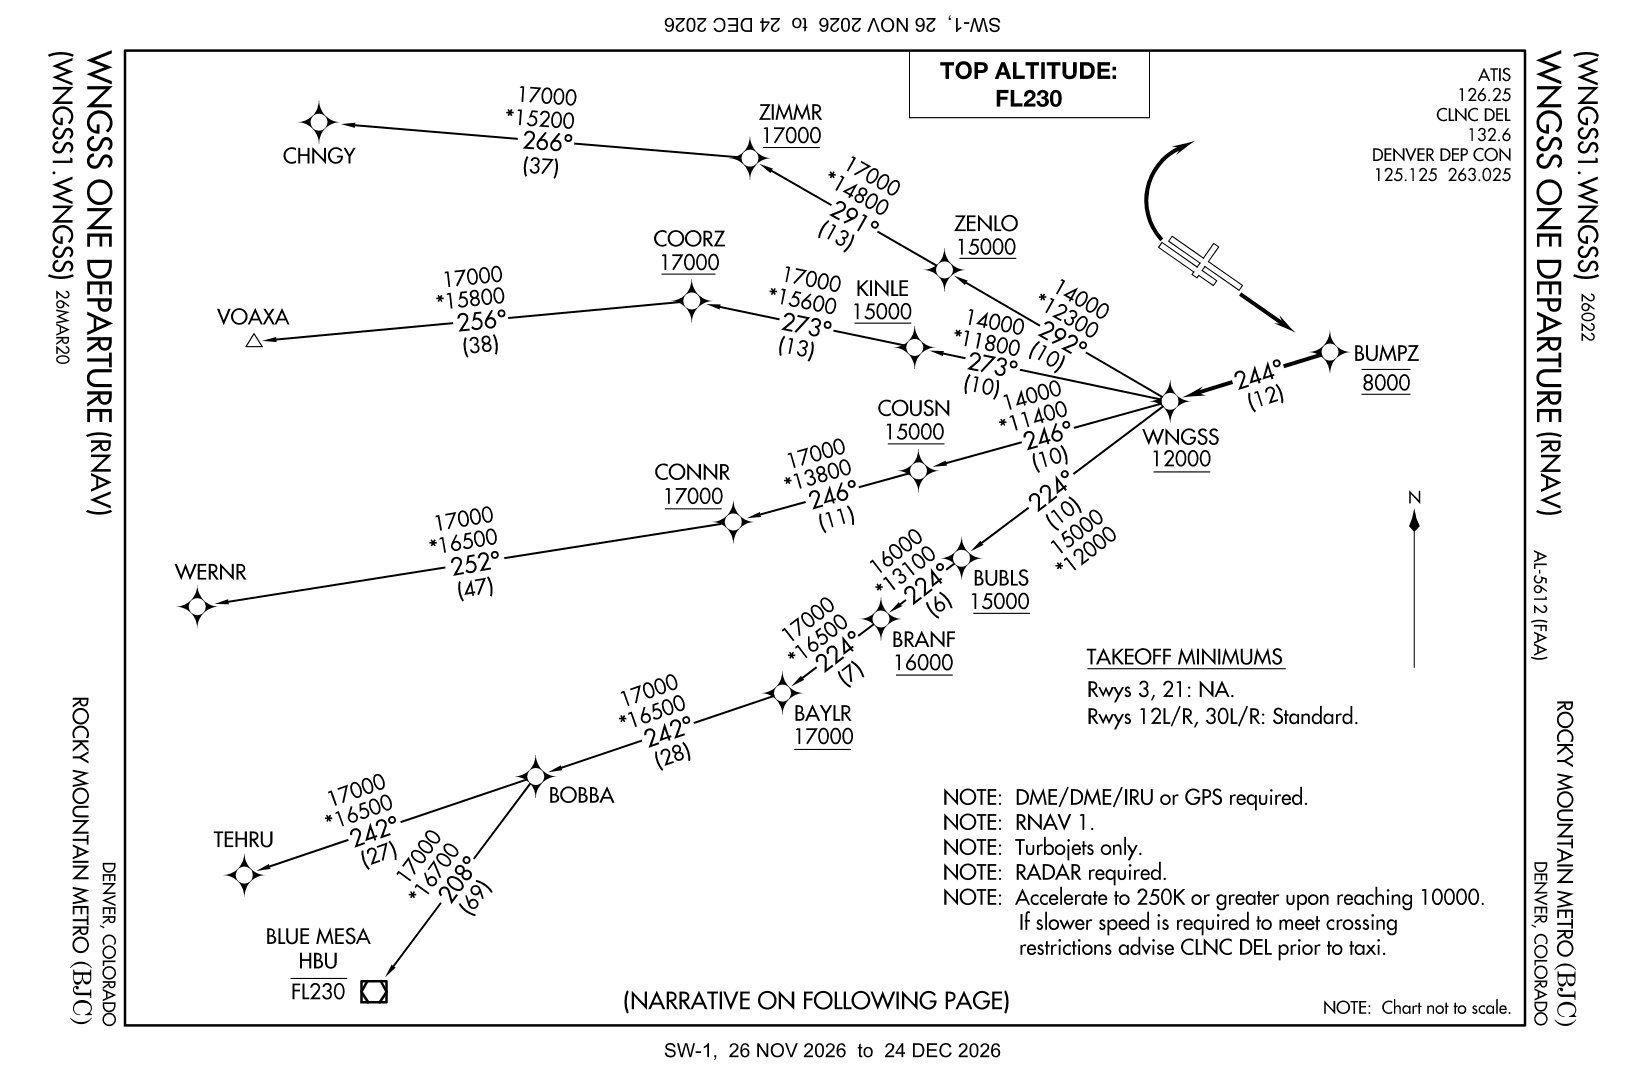 SW-1, 26 NOV 2026 to 24 DEC 2026
(WNGSS1.WNGSS) 26MAR20
WNGSS ONE DEPARTURE (RNAV)
ROCKY MOUNTAIN METRO (BJC)
DENVER, COLORADO
TOP ALTITUDE:
FL230
ATIS
126.25
CLNC DEL
132.6
DENVER DEP CON
125.125 263.025
CHNGY
17000
*15200
266°
(37)
ZIMMR
17000
17000
*14800
291°
(13)
ZENLO
15000
14000
*12300
292°
(10)
VOAXA
17000
*15800
256°
(38)
COORZ
17000
17000
*15600
273°
(13)
KINLE
15000
14000
*11800
273°
(10)
BUMPZ
8000
244°
(12)
WNGSS
12000
14000
*11400
246°
(10)
COUSN
15000
17000
*13800
246°
(11)
CONNR
17000
17000
*16500
252°
(47)
WERNR
224°
(10)
15000
*12000
BUBLS
15000
16000
*13100
224°
(6)
BRANF
16000
17000
*16500
224°
(7)
BAYLR
17000
17000
*16500
242°
(28)
BOBBA
17000
*16500
242°
(27)
TEHRU
17000
*16700
208°
(69)
BLUE MESA
HBU
FL230
N
TAKEOFF MINIMUMS
Rwys 3, 21: NA.
Rwys 12L/R, 30L/R: Standard.
NOTE: DME/DME/IRU or GPS required.
NOTE: RNAV 1.
NOTE: Turbojets only.
NOTE: RADAR required.
NOTE: Accelerate to 250K or greater upon reaching 10000.
If slower speed is required to meet crossing
restrictions advise CLNC DEL prior to taxi.
(NARRATIVE ON FOLLOWING PAGE)
NOTE: Chart not to scale.
(WNGSS1.WNGSS) 26022
WNGSS ONE DEPARTURE (RNAV)
AL-5612 (FAA)
ROCKY MOUNTAIN METRO (BJC)
DENVER, COLORADO
SW-1, 26 NOV 2026 to 24 DEC 2026